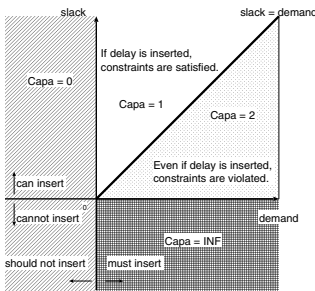 slack
slack = demand
If delay is inserted,
constraints are satisfied.
Capa = 0
Capa = 1
Capa = 2
Even if delay is inserted,
constraints are violated.
can insert
0
cannot insert
demand
Capa = INF
should not insert
must insert